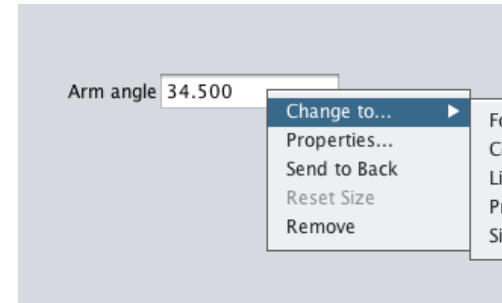 Arm angle 34.500
Change to...
Properties...
Send to Back
Reset Size
Remove